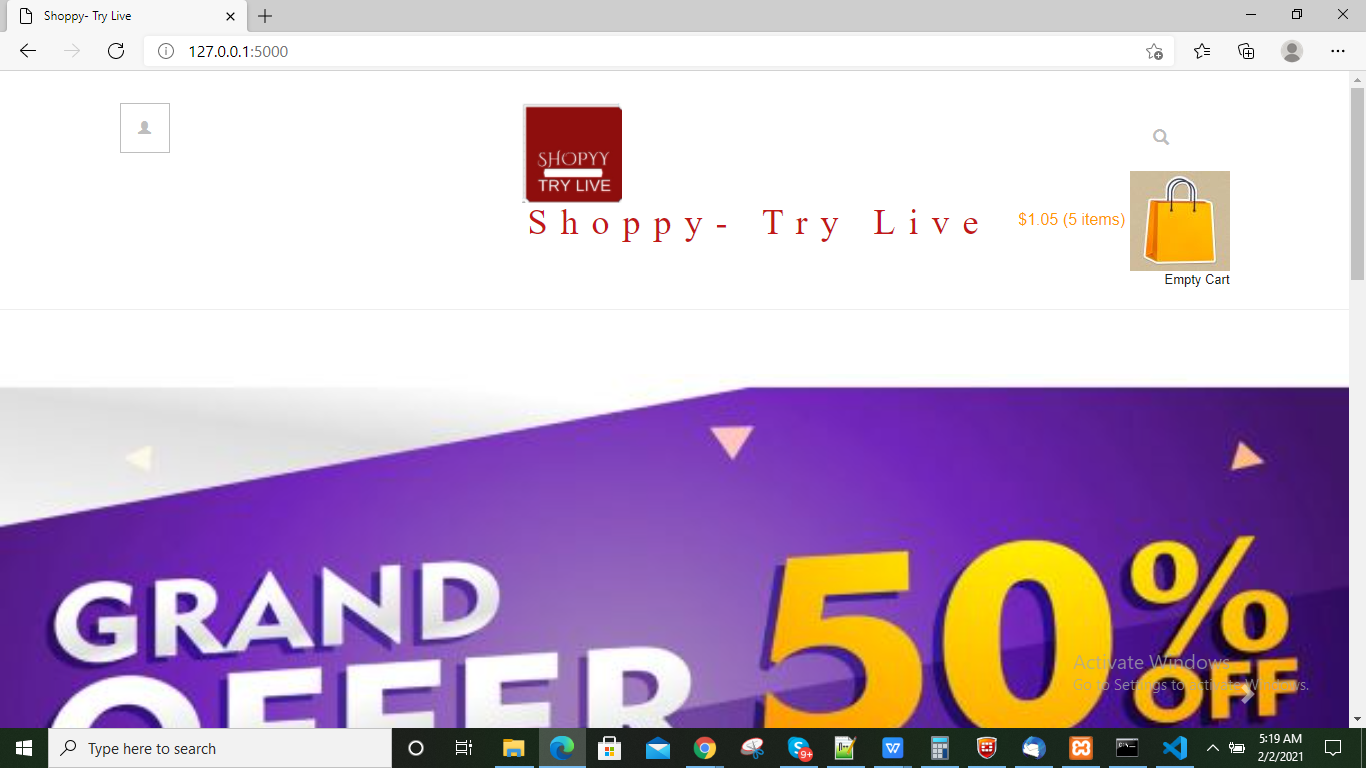 Shoppy- Try Live
127.0.0.1:5000
SHOPYY
TRY LIVE
Shoppy- Try Live
$1.05 (5 items)
Empty Cart
GRAND
OFFER
50%
OFF
Activate Windows
Go to Settings to activate Windows.
Type here to search
9+
5:19 AM
2/2/2021